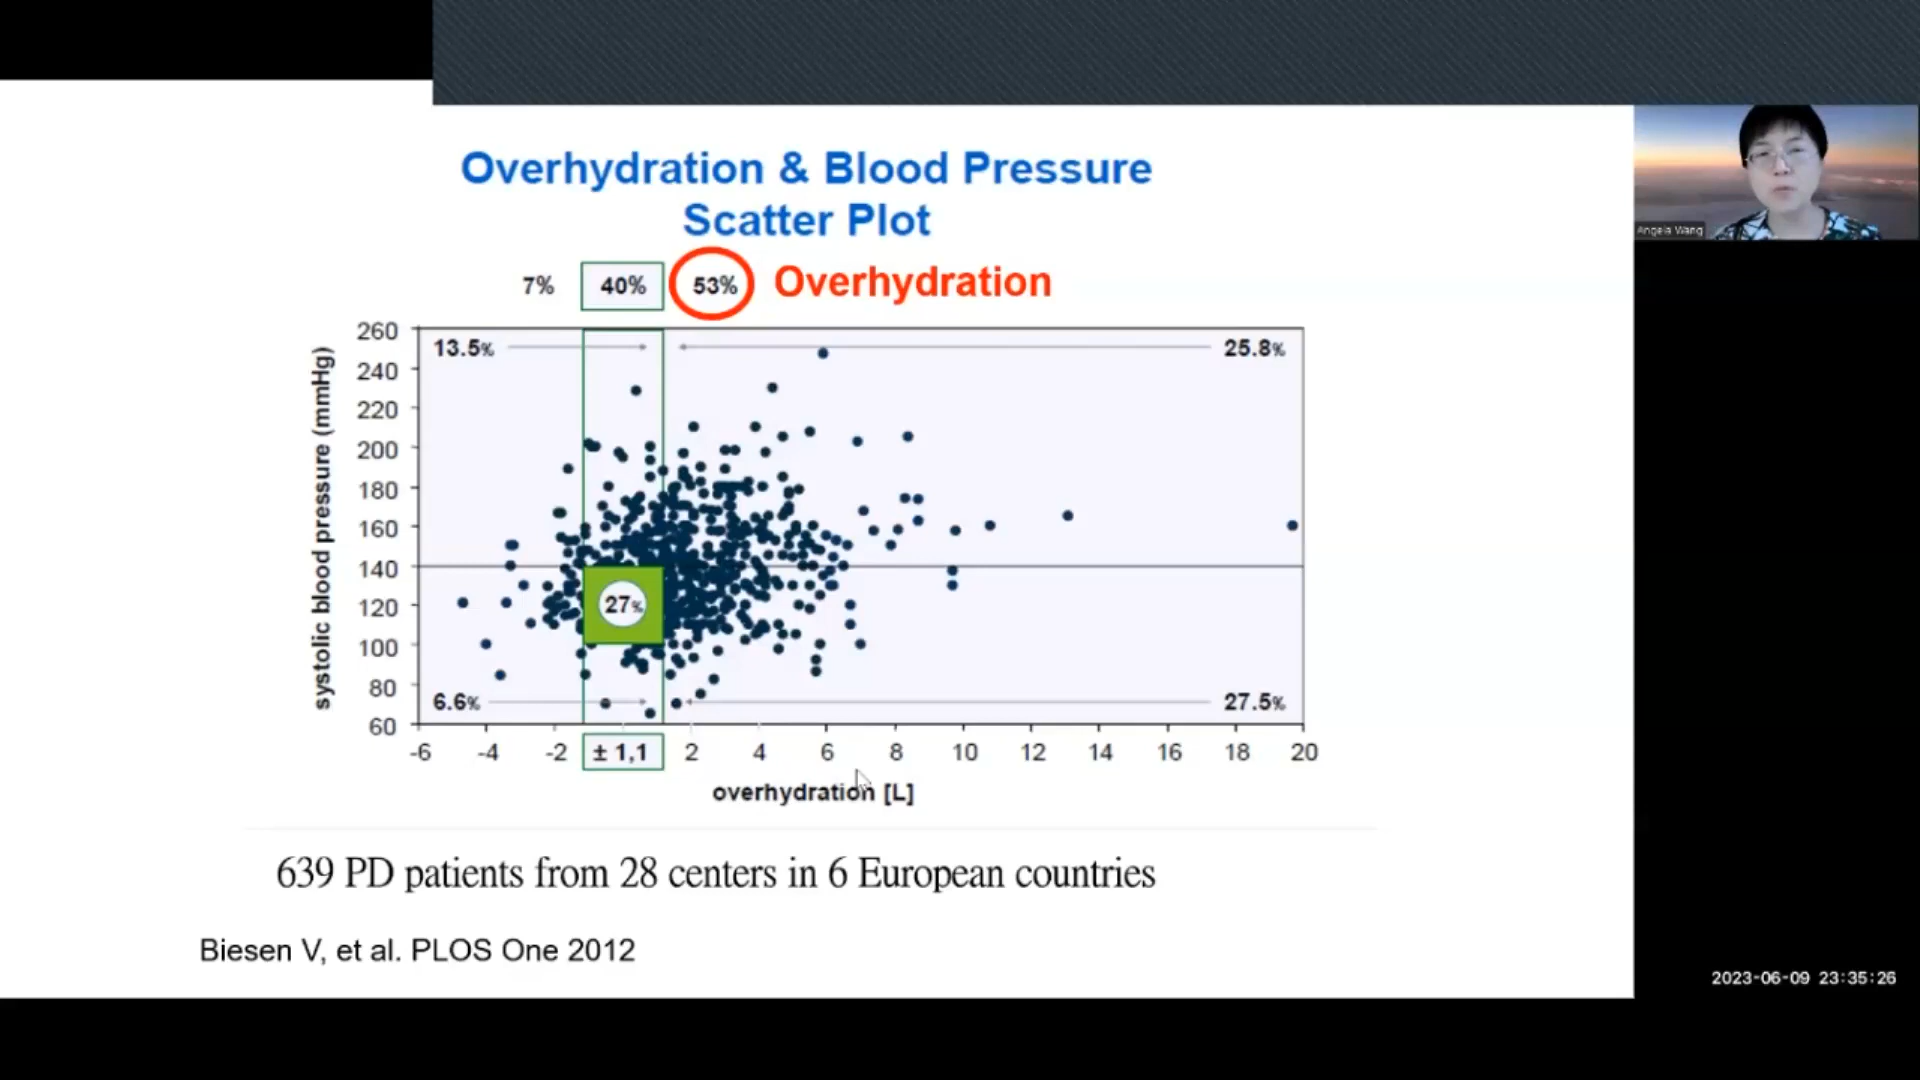 Overhydration & Blood Pressure
Scatter Plot
7% 40% 53% Overhydration
systolic blood pressure (mmHg)
260
240
220
200
180
160
140
120
100
80
60
13.5% 25.8%
27%
6.6% 27.5%
-6 -4 -2 ± 1,1 2 4 6 8 10 12 14 16 18 20
overhydration [L]
639 PD patients from 28 centers in 6 European countries
Biesen V, et al. PLOS One 2012
Angela Wang
2023-06-09 23:35:26